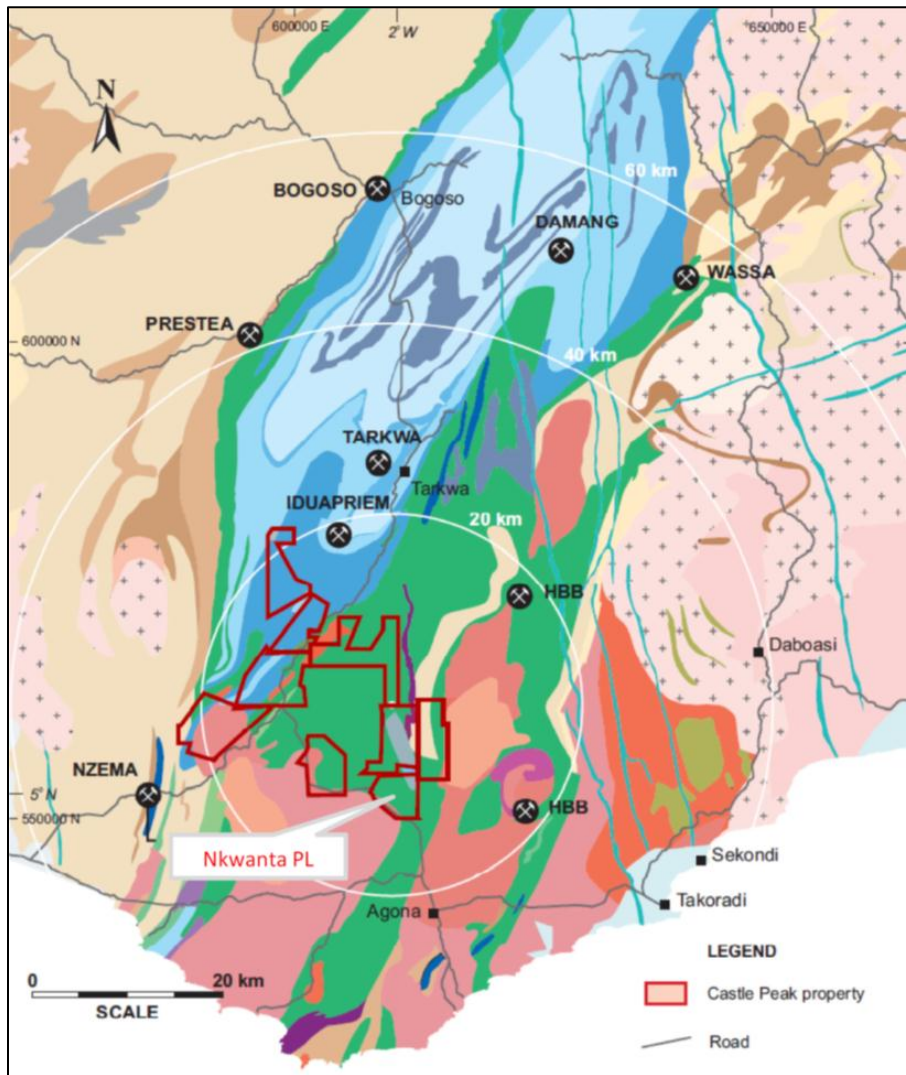 600000 E
2° W
650000 E
N
60 km
BOGOSO
Bogoso
DAMANG
WASSA
PRESTEA
600000 N
40 km
TARKWA
Tarkwa
IDUAPRIEM
20 km
HBB
Daboasi
NZEMA
5° N
550000 N
HBB
Nkwanta PL
Sekondi
Takoradi
Agona
LEGEND
0 20 km
SCALE
Castle Peak property
Road